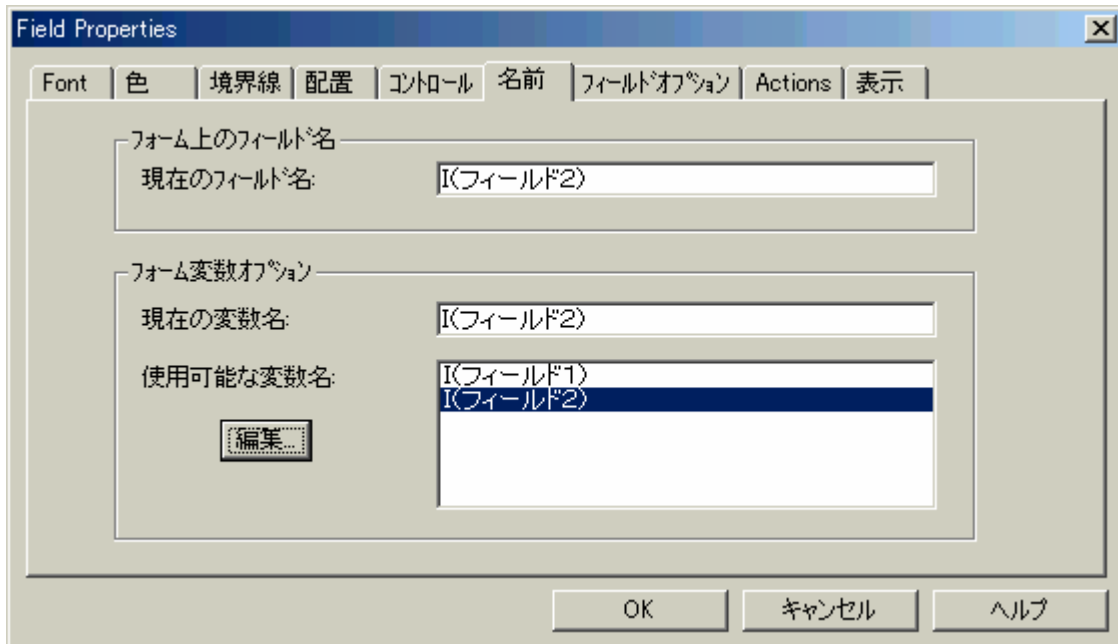 Field Properties
Font 色 境界線 配置 ｺﾝﾄﾛｰﾙ 名前 ﾌｨｰﾙﾄﾞｵﾌﾟｼｮﾝ Actions 表示
ﾌｫｰﾑ上のﾌｨｰﾙﾄﾞ名
現在のﾌｨｰﾙﾄﾞ名: I(フィールド2)
ﾌｫｰﾑ変数ｵﾌﾟｼｮﾝ
現在の変数名: I(フィールド2)
使用可能な変数名: I(フィールド1)
I(フィールド2)
編集...
OK キャンセル ヘルプ